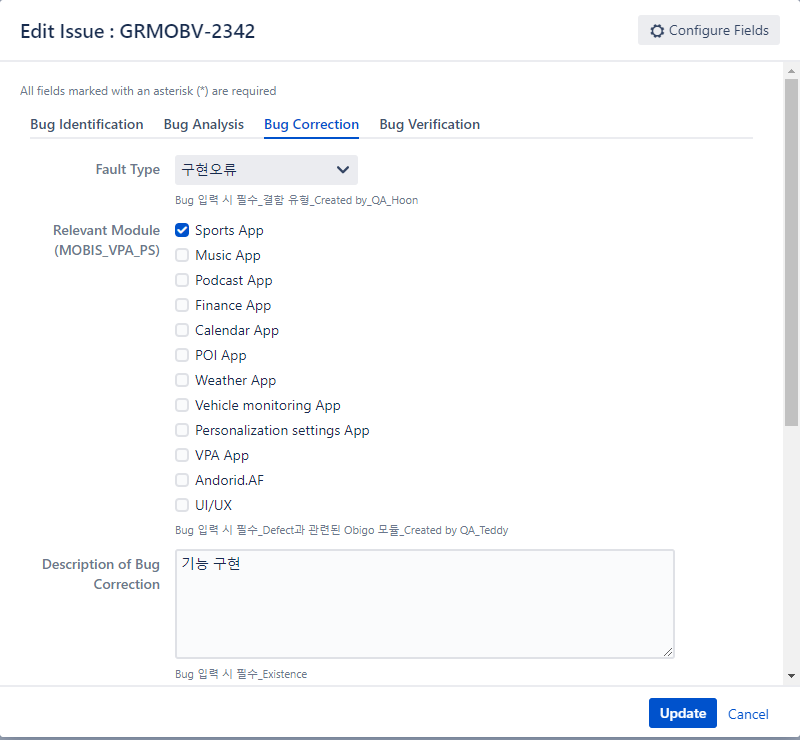 Edit Issue : GRMOBV-2342
Configure Fields
All fields marked with an asterisk (*) are required
Bug Identification Bug Analysis Bug Correction Bug Verification
Fault Type 구현오류
Bug 입력 시 필수_결함 유형_Created by_QA_Hoon
Relevant Module
(MOBIS_VPA_PS)
Sports App
Music App
Podcast App
Finance App
Calendar App
POI App
Weather App
Vehicle monitoring App
Personalization settings App
VPA App
Andorid.AF
UI/UX
Bug 입력 시 필수_Defect과 관련된 Obigo 모듈_Created by QA_Teddy
Description of Bug
Correction
기능 구현
Bug 입력 시 필수_Existence
Update Cancel